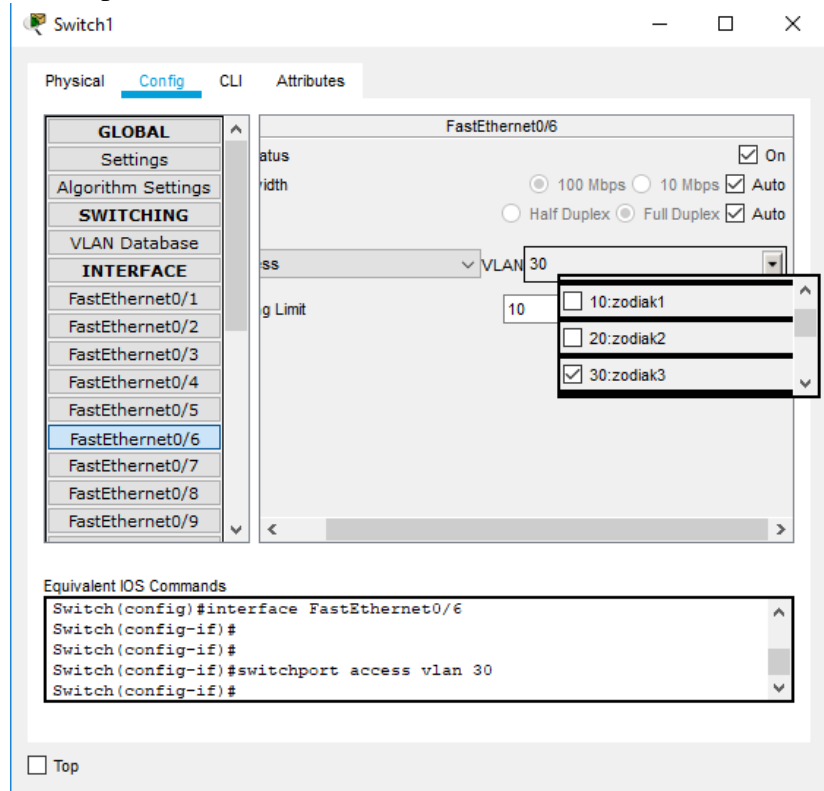 Switch1
Physical Config CLI Attributes
GLOBAL
Settings
Algorithm Settings
SWITCHING
VLAN Database
INTERFACE
FastEthernet0/1
FastEthernet0/2
FastEthernet0/3
FastEthernet0/4
FastEthernet0/5
FastEthernet0/6
FastEthernet0/7
FastEthernet0/8
FastEthernet0/9
FastEthernet0/6
atus On
idth 100 Mbps 10 Mbps Auto
Half Duplex Full Duplex Auto
ss VLAN 30
g Limit 10
10:zodiak1
20:zodiak2
30:zodiak3
Equivalent IOS Commands
Switch(config)#interface FastEthernet0/6
Switch(config-if)#
Switch(config-if)#
Switch(config-if)#switchport access vlan 30
Switch(config-if)#
Top